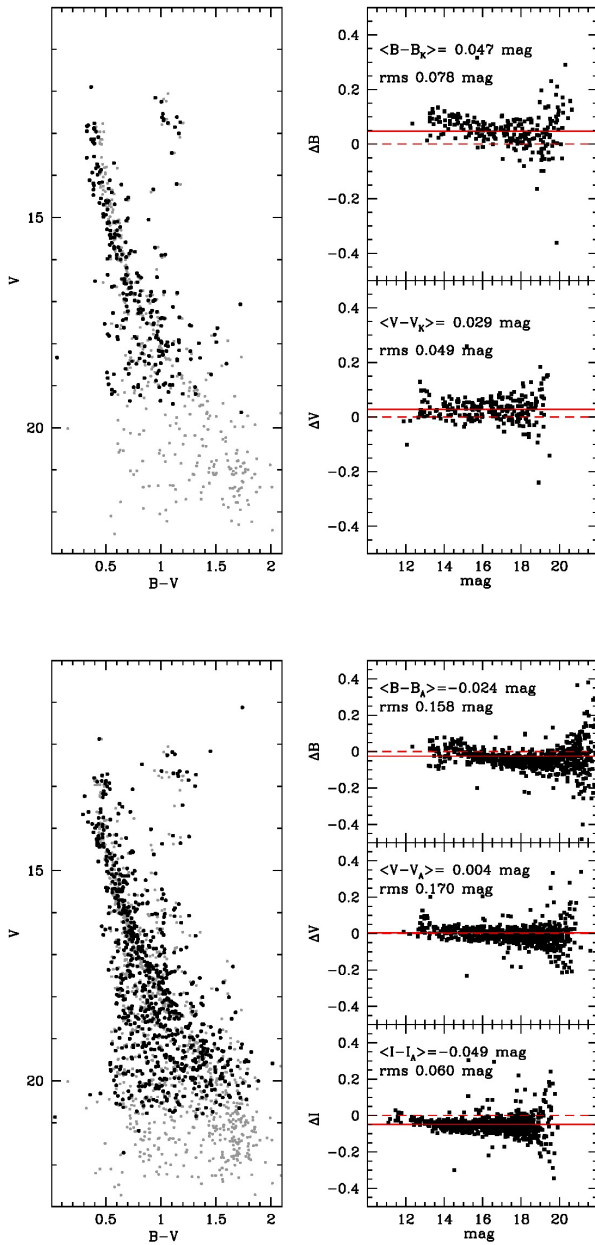 15
20
V
0.5 1 1.5 2
B-V
<B-B_K>= 0.047 mag
rms 0.078 mag
0.4
0.2
0
-0.2
-0.4
ΔB
<V-V_K>= 0.029 mag
rms 0.049 mag
0.4
0.2
0
-0.2
-0.4
ΔV
12 14 16 18 20
mag
15
20
V
0.5 1 1.5 2
B-V
<B-B_A>=-0.024 mag
rms 0.158 mag
0.4
0.2
0
-0.2
-0.4
ΔB
<V-V_A>= 0.004 mag
rms 0.170 mag
0.4
0.2
0
-0.2
-0.4
ΔV
<I-I_A>=-0.049 mag
rms 0.060 mag
0.4
0.2
0
-0.2
-0.4
ΔI
12 14 16 18 20
mag